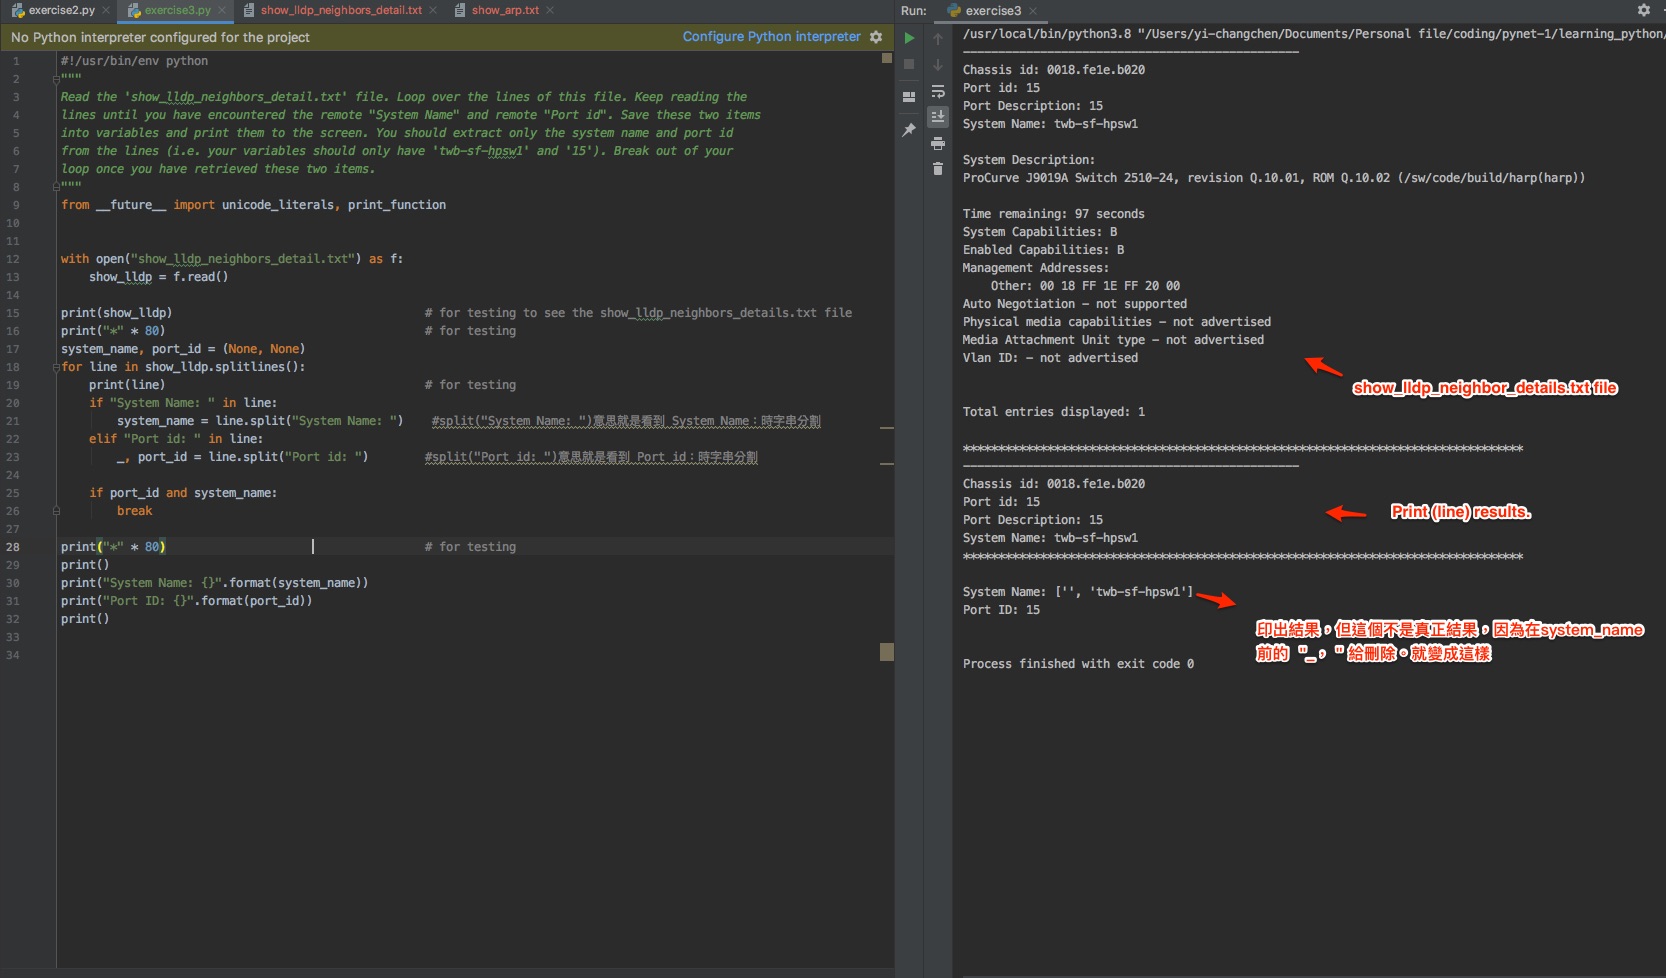 exercise2.py
exercise3.py
show_lldp_neighbors_detail.txt
show_arp.txt
No Python interpreter configured for the project
Configure Python interpreter
1 #!/usr/bin/env python
2 """
3 Read the 'show_lldp_neighbors_detail.txt' file. Loop over the lines of this file. Keep reading the
4 lines until you have encountered the remote "System Name" and remote "Port id". Save these two items
5 into variables and print them to the screen. You should extract only the system name and port id
6 from the lines (i.e. your variables should only have 'twb-sf-hpsw1' and '15'). Break out of your
7 loop once you have retrieved these two items.
8 """
9 from __future__ import unicode_literals, print_function
10
11
12 with open("show_lldp_neighbors_detail.txt") as f:
13     show_lldp = f.read()
14
15 print(show_lldp) # for testing to see the show_lldp_neighbors_details.txt file
16 print("*" * 80) # for testing
17 system_name, port_id = (None, None)
18 for line in show_lldp.splitlines():
19     print(line) # for testing
20     if "System Name: " in line:
21         system_name = line.split("System Name: ") #split("System Name: ")意思就是看到 System Name：時字串分割
22     elif "Port id: " in line:
23         _, port_id = line.split("Port id: ") #split("Port id: ")意思就是看到 Port id：時字串分割
24
25     if port_id and system_name:
26         break
27
28 print("*" * 80) # for testing
29 print()
30 print("System Name: {}".format(system_name))
31 print("Port ID: {}".format(port_id))
32 print()
33
34
Run: exercise3
/usr/local/bin/python3.8 "/Users/yi-changchen/Documents/Personal file/coding/pynet-1/learning_python/
------------------------------------------------
Chassis id: 0018.fe1e.b020
Port id: 15
Port Description: 15
System Name: twb-sf-hpsw1
System Description:
ProCurve J9019A Switch 2510-24, revision Q.10.01, ROM Q.10.02 (/sw/code/build/harp(harp))
Time remaining: 97 seconds
System Capabilities: B
Enabled Capabilities: B
Management Addresses:
    Other: 00 18 FF 1E FF 20 00
Auto Negotiation - not supported
Physical media capabilities - not advertised
Media Attachment Unit type - not advertised
Vlan ID: - not advertised
show_lldp_neighbor_details.txt file
Total entries displayed: 1
********************************************************************************
------------------------------------------------
Chassis id: 0018.fe1e.b020
Port id: 15
Port Description: 15
System Name: twb-sf-hpsw1
Print (line) results.
********************************************************************************
System Name: ['', 'twb-sf-hpsw1']
Port ID: 15
印出結果，但這個不是真正結果，因為在system_name
前的 "_，" 給刪除。就變成這樣
Process finished with exit code 0